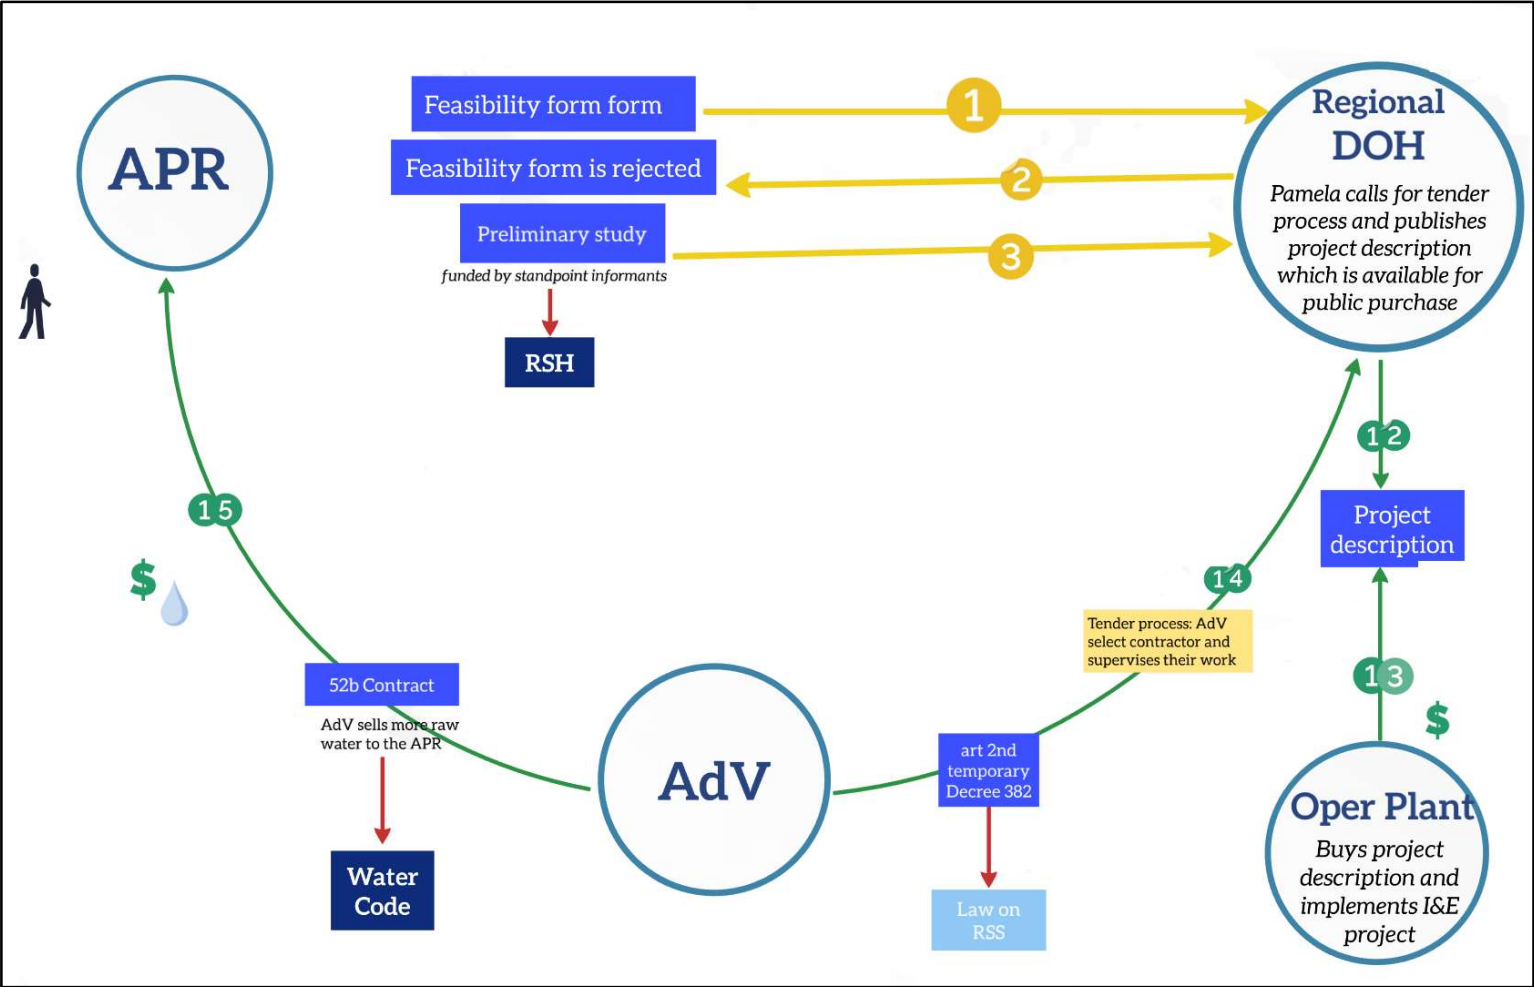 APR
Feasibility form form
1
Feasibility form is rejected
2
Preliminary study
3
funded by standpoint informants
RSH
Regional
DOH
Pamela calls for tender
process and publishes
project description
which is available for
public purchase
12
Project
description
13
$
Oper Plant
Buys project
description and
implements I&E
project
14
Tender process: AdV
select contractor and
supervises their work
art 2nd
temporary
Decree 382
Law on
RSS
AdV
15
$
52b Contract
AdV sells more raw
water to the APR
Water
Code